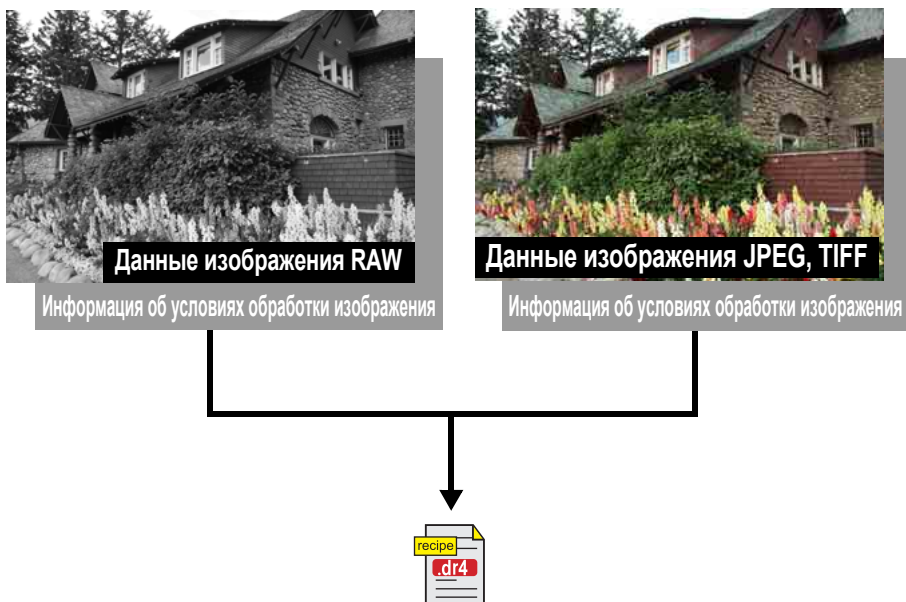 Данные изображения RAW
Данные изображения JPEG, TIFF
Информация об условиях обработки изображения
Информация об условиях обработки изображения
recipe
.dr4